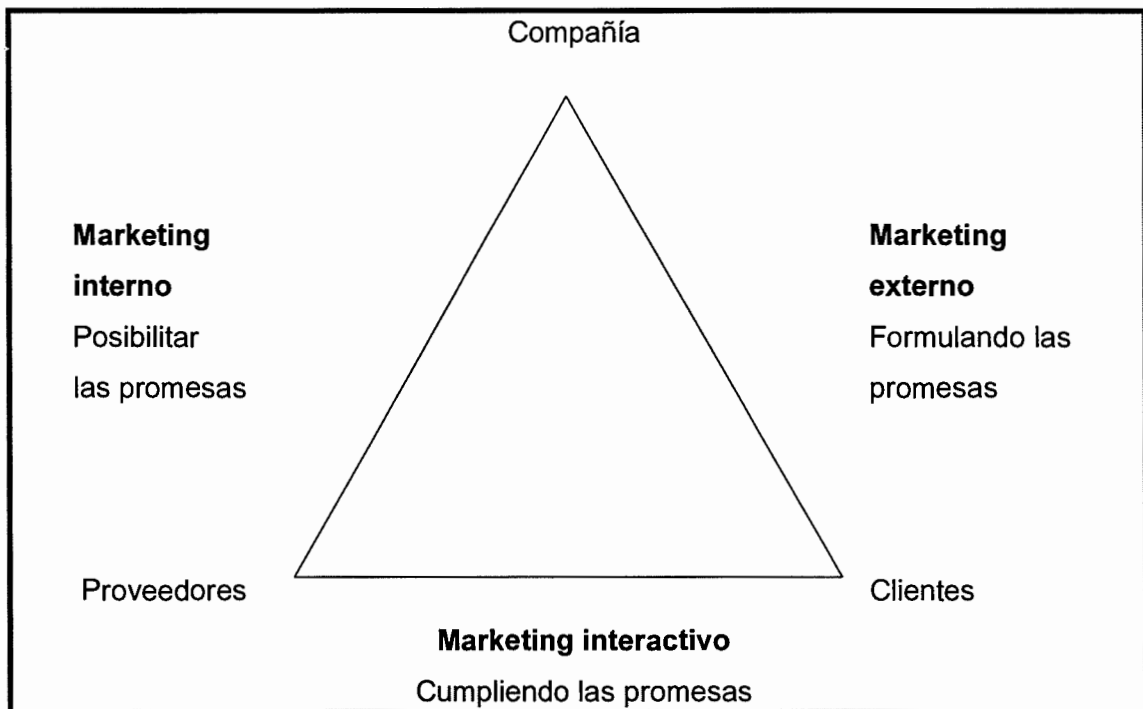 Compañía
Marketing
interno
Posibilitar
las promesas
Marketing
externo
Formulando las
promesas
Proveedores
Clientes
Marketing interactivo
Cumpliendo las promesas